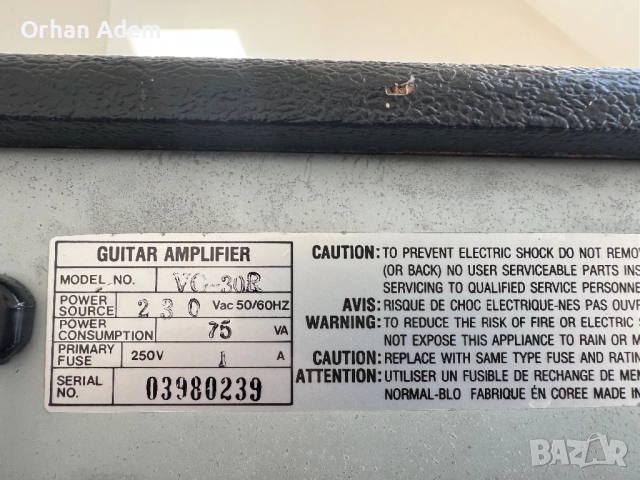 Orhan Adem
GUITAR AMPLIFIER
MODEL NO. VG-30R
POWER SOURCE 230 Vac 50/60HZ
POWER CONSUMPTION 75 VA
PRIMARY FUSE 250V 1 A
SERIAL NO. 03980239
CAUTION: TO PREVENT ELECTRIC SHOCK DO NOT REMOV
(OR BACK) NO USER SERVICEABLE PARTS INS
SERVICING TO QUALIFIED SERVICE PERSONNE
AVIS: RISQUE DE CHOC ELECTRIQUE-NES PAS OUV
WARNING: TO REDUCE THE RISK OF FIRE OR ELECTRIC S
NOT EXPOSE THIS APPLIANCE TO RAIN OR M
CAUTION: REPLACE WITH SAME TYPE FUSE AND RATIN
ATTENTION: UTILISER UN FUSIBLE DE RECHANGE DE MEM
NORMAL-BLO FABRIQUE ÉN COREE MADE IN
BAZAR